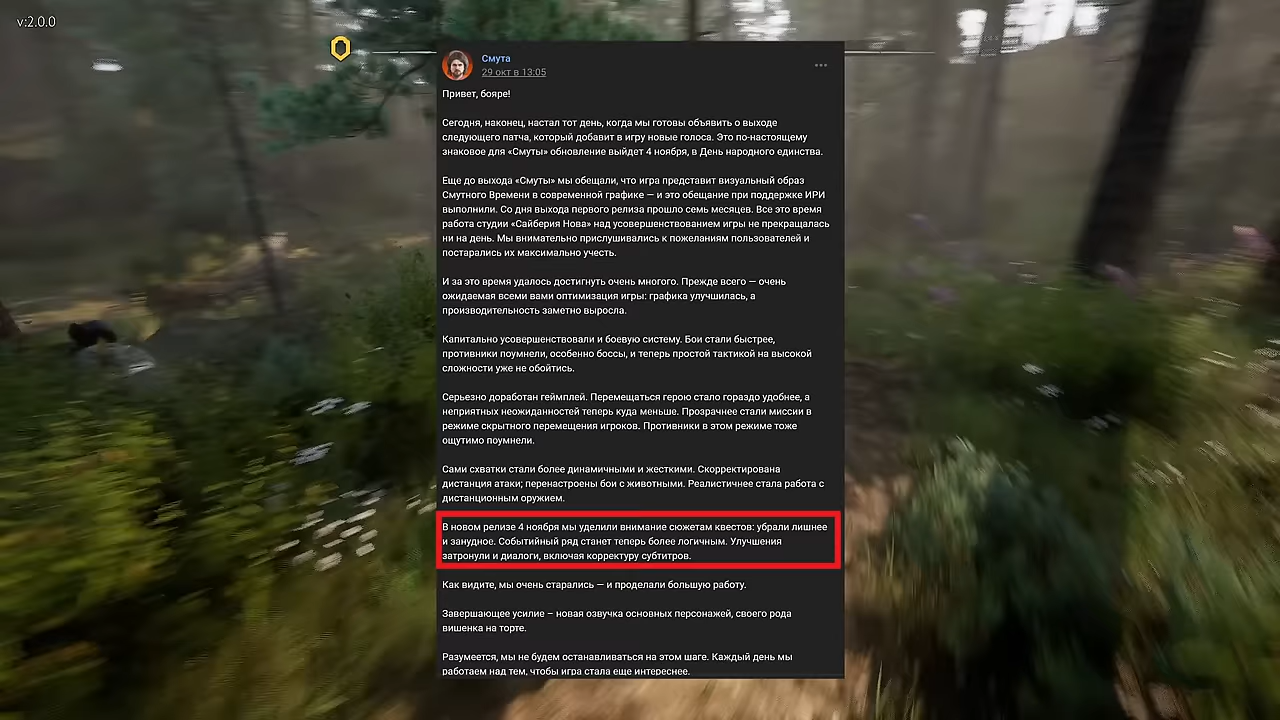 v:2.0.0
Смута
29 окт в 13:05
Привет, бояре!
Сегодня, наконец, настал тот день, когда мы готовы объявить о выходе
следующего патча, который добавит в игру новые голоса. Это по-настоящему
знаковое для «Смуты» обновление выйдет 4 ноября, в День народного единства.
Еще до выхода «Смуты» мы обещали, что игра представит визуальный образ
Смутного Времени в современной графике — и это обещание при поддержке ИРИ
выполнили. Со дня выхода первого релиза прошло семь месяцев. Все это время
работа студии «Сайберия Нова» над усовершенствованием игры не прекращалась
ни на день. Мы внимательно прислушивались к пожеланиям пользователей и
постарались их максимально учесть.
И за это время удалось достигнуть очень многого. Прежде всего — очень
ожидаемая всеми вами оптимизация игры: графика улучшилась, а
производительность заметно выросла.
Капитально усовершенствовали и боевую систему. Бои стали быстрее,
противники поумнели, особенно боссы, и теперь простой тактикой на высокой
сложности уже не обойтись.
Серьезно доработан геймплей. Перемещаться герою стало гораздо удобнее, а
неприятных неожиданностей теперь куда меньше. Прозрачнее стали миссии в
режиме скрытного перемещения игроков. Противники в этом режиме тоже
ощутимо поумнели.
Сами схватки стали более динамичными и жесткими. Скорректирована
дистанция атаки; перенастроены бои с животными. Реалистичнее стала работа с
дистанционным оружием.
В новом релизе 4 ноября мы уделили внимание сюжетам квестов: убрали лишнее
и занудное. Событийный ряд станет теперь более логичным. Улучшения
затронули и диалоги, включая корректуру субтитров.
Как видите, мы очень старались — и проделали большую работу.
Завершающее усилие – новая озвучка основных персонажей, своего рода
вишенка на торте.
Разумеется, мы не будем останавливаться на этом шаге. Каждый день мы
работаем над тем, чтобы игра стала еще интереснее.